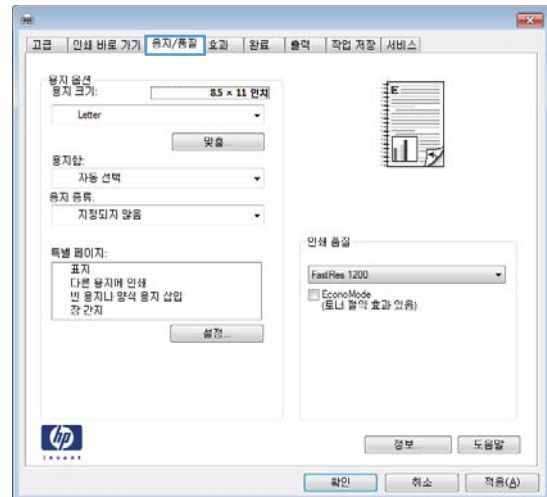 고급 인쇄 바로 가기 용지/품질 효과 완료 출력 작업 저장 서비스
용지 옵션
용지 크기: 8.5 × 11 인치
Letter
맞춤...
용지함:
자동 선택
용지 종류:
지정되지 않음
특별 페이지:
표지
다른 용지에 인쇄
빈 용지나 양식 용지 삽입
장 간지
설정...
E
인쇄 품질
FastRes 1200
EconoMode
(토너 절약 효과 있음)
hp
invent
정보... 도움말
확인 취소 적용(A)